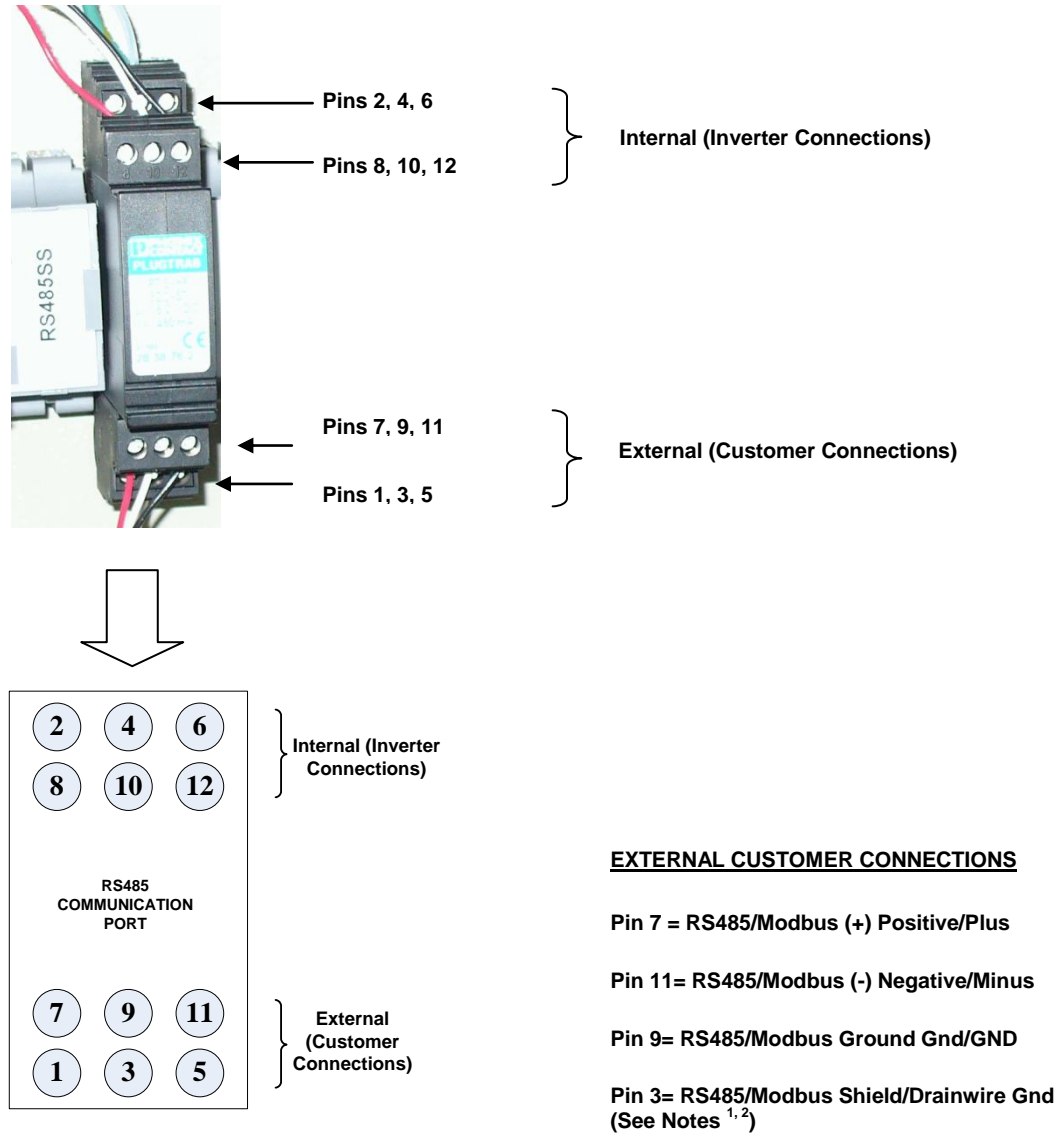 Pins 2, 4, 6
Internal (Inverter Connections)
Pins 8, 10, 12
8 10 12
PLUGTRAB
RS485SS
CE
Pins 7, 9, 11
External (Customer Connections)
Pins 1, 3, 5
2 4 6
8 10 12
Internal (Inverter
Connections)
RS485
COMMUNICATION
PORT
7 9 11
1 3 5
External
(Customer
Connections)
EXTERNAL CUSTOMER CONNECTIONS
Pin 7 = RS485/Modbus (+) Positive/Plus
Pin 11= RS485/Modbus (-) Negative/Minus
Pin 9= RS485/Modbus Ground Gnd/GND
Pin 3= RS485/Modbus Shield/Drainwire Gnd
(See Notes 1, 2)